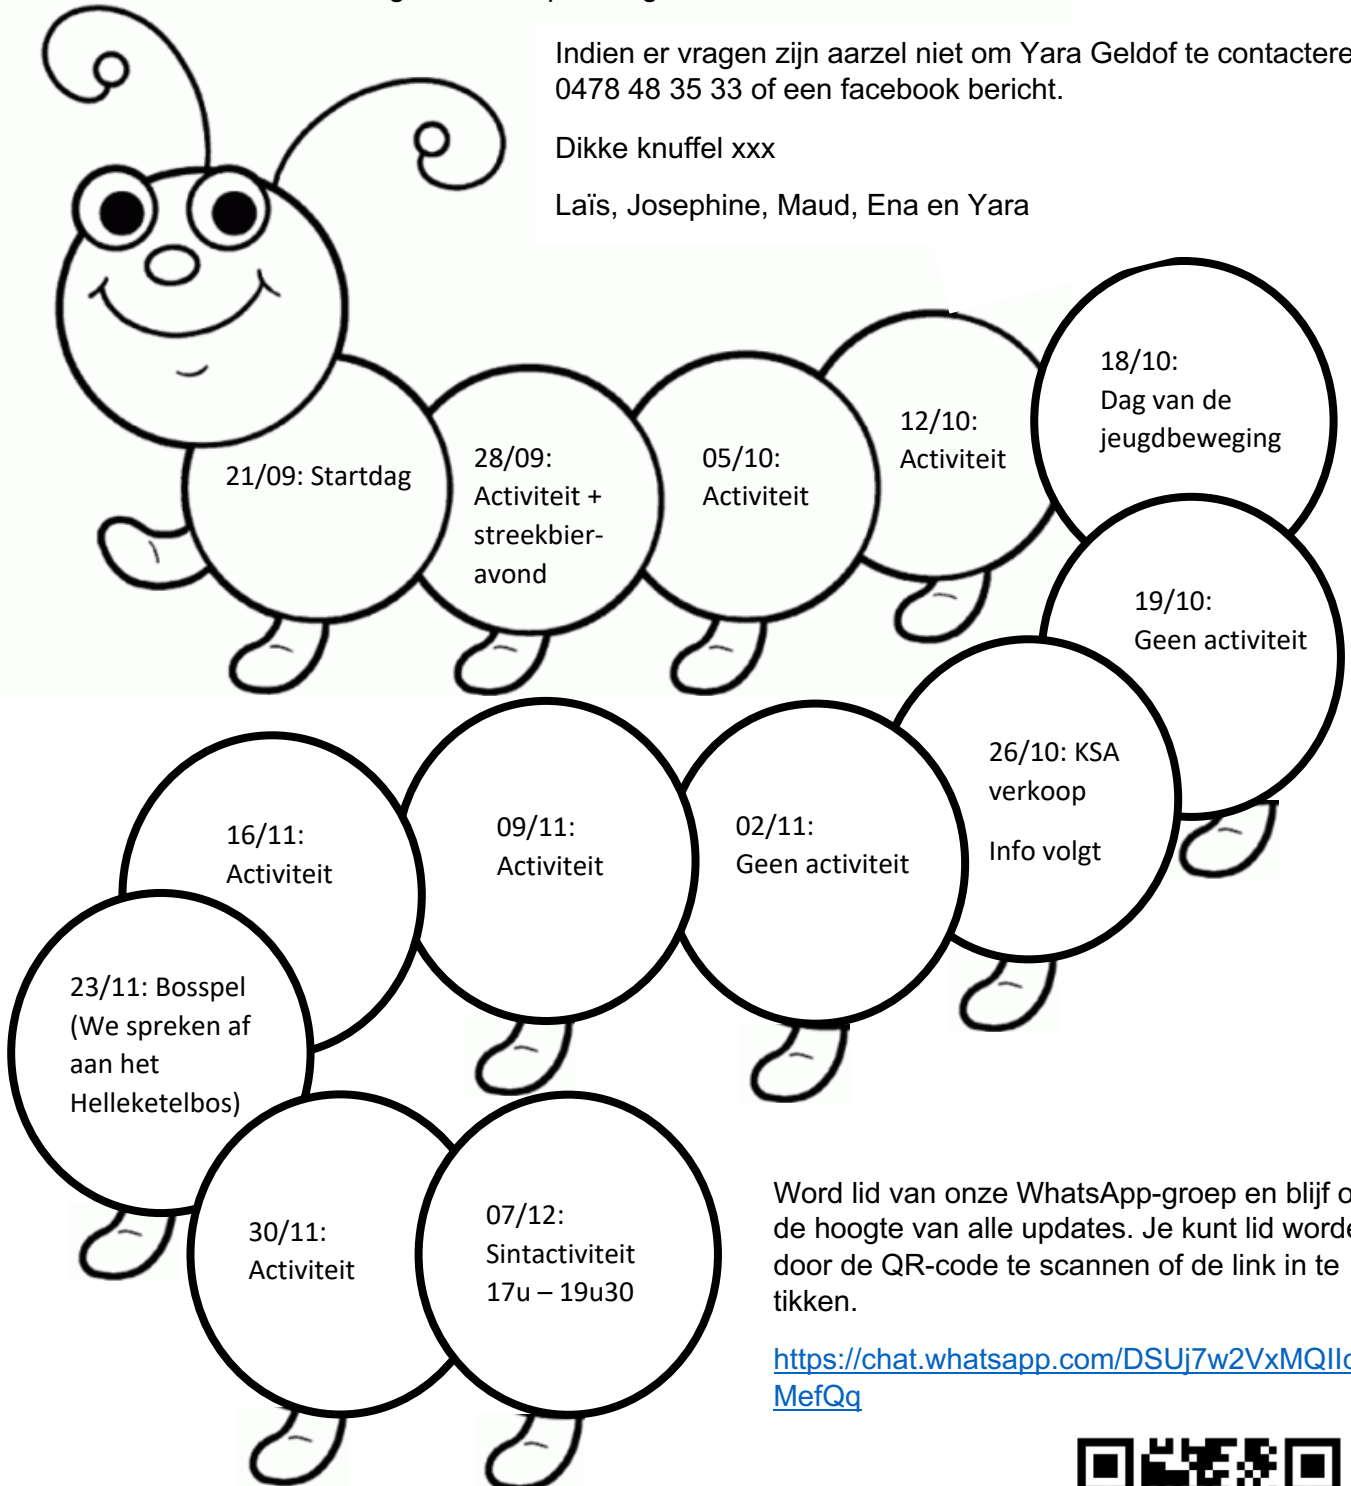 Indien er vragen zijn aarzel niet om Yara Geldof te contactere
0478 48 35 33 of een facebook bericht.
Dikke knuffel xxx
Laïs, Josephine, Maud, Ena en Yara
21/09: Startdag
28/09:
Activiteit +
streekbier-
avond
05/10:
Activiteit
12/10:
Activiteit
18/10:
Dag van de
jeugdbeweging
19/10:
Geen activiteit
26/10: KSA
verkoop
Info volgt
02/11:
Geen activiteit
09/11:
Activiteit
16/11:
Activiteit
23/11: Bosspel
(We spreken af
aan het
Helleketelbos)
30/11:
Activiteit
07/12:
Sintactiviteit
17u – 19u30
Word lid van onze WhatsApp-groep en blijf o
de hoogte van alle updates. Je kunt lid worde
door de QR-code te scannen of de link in te
tikken.
https://chat.whatsapp.com/DSUj7w2VxMQIIc
MefQq